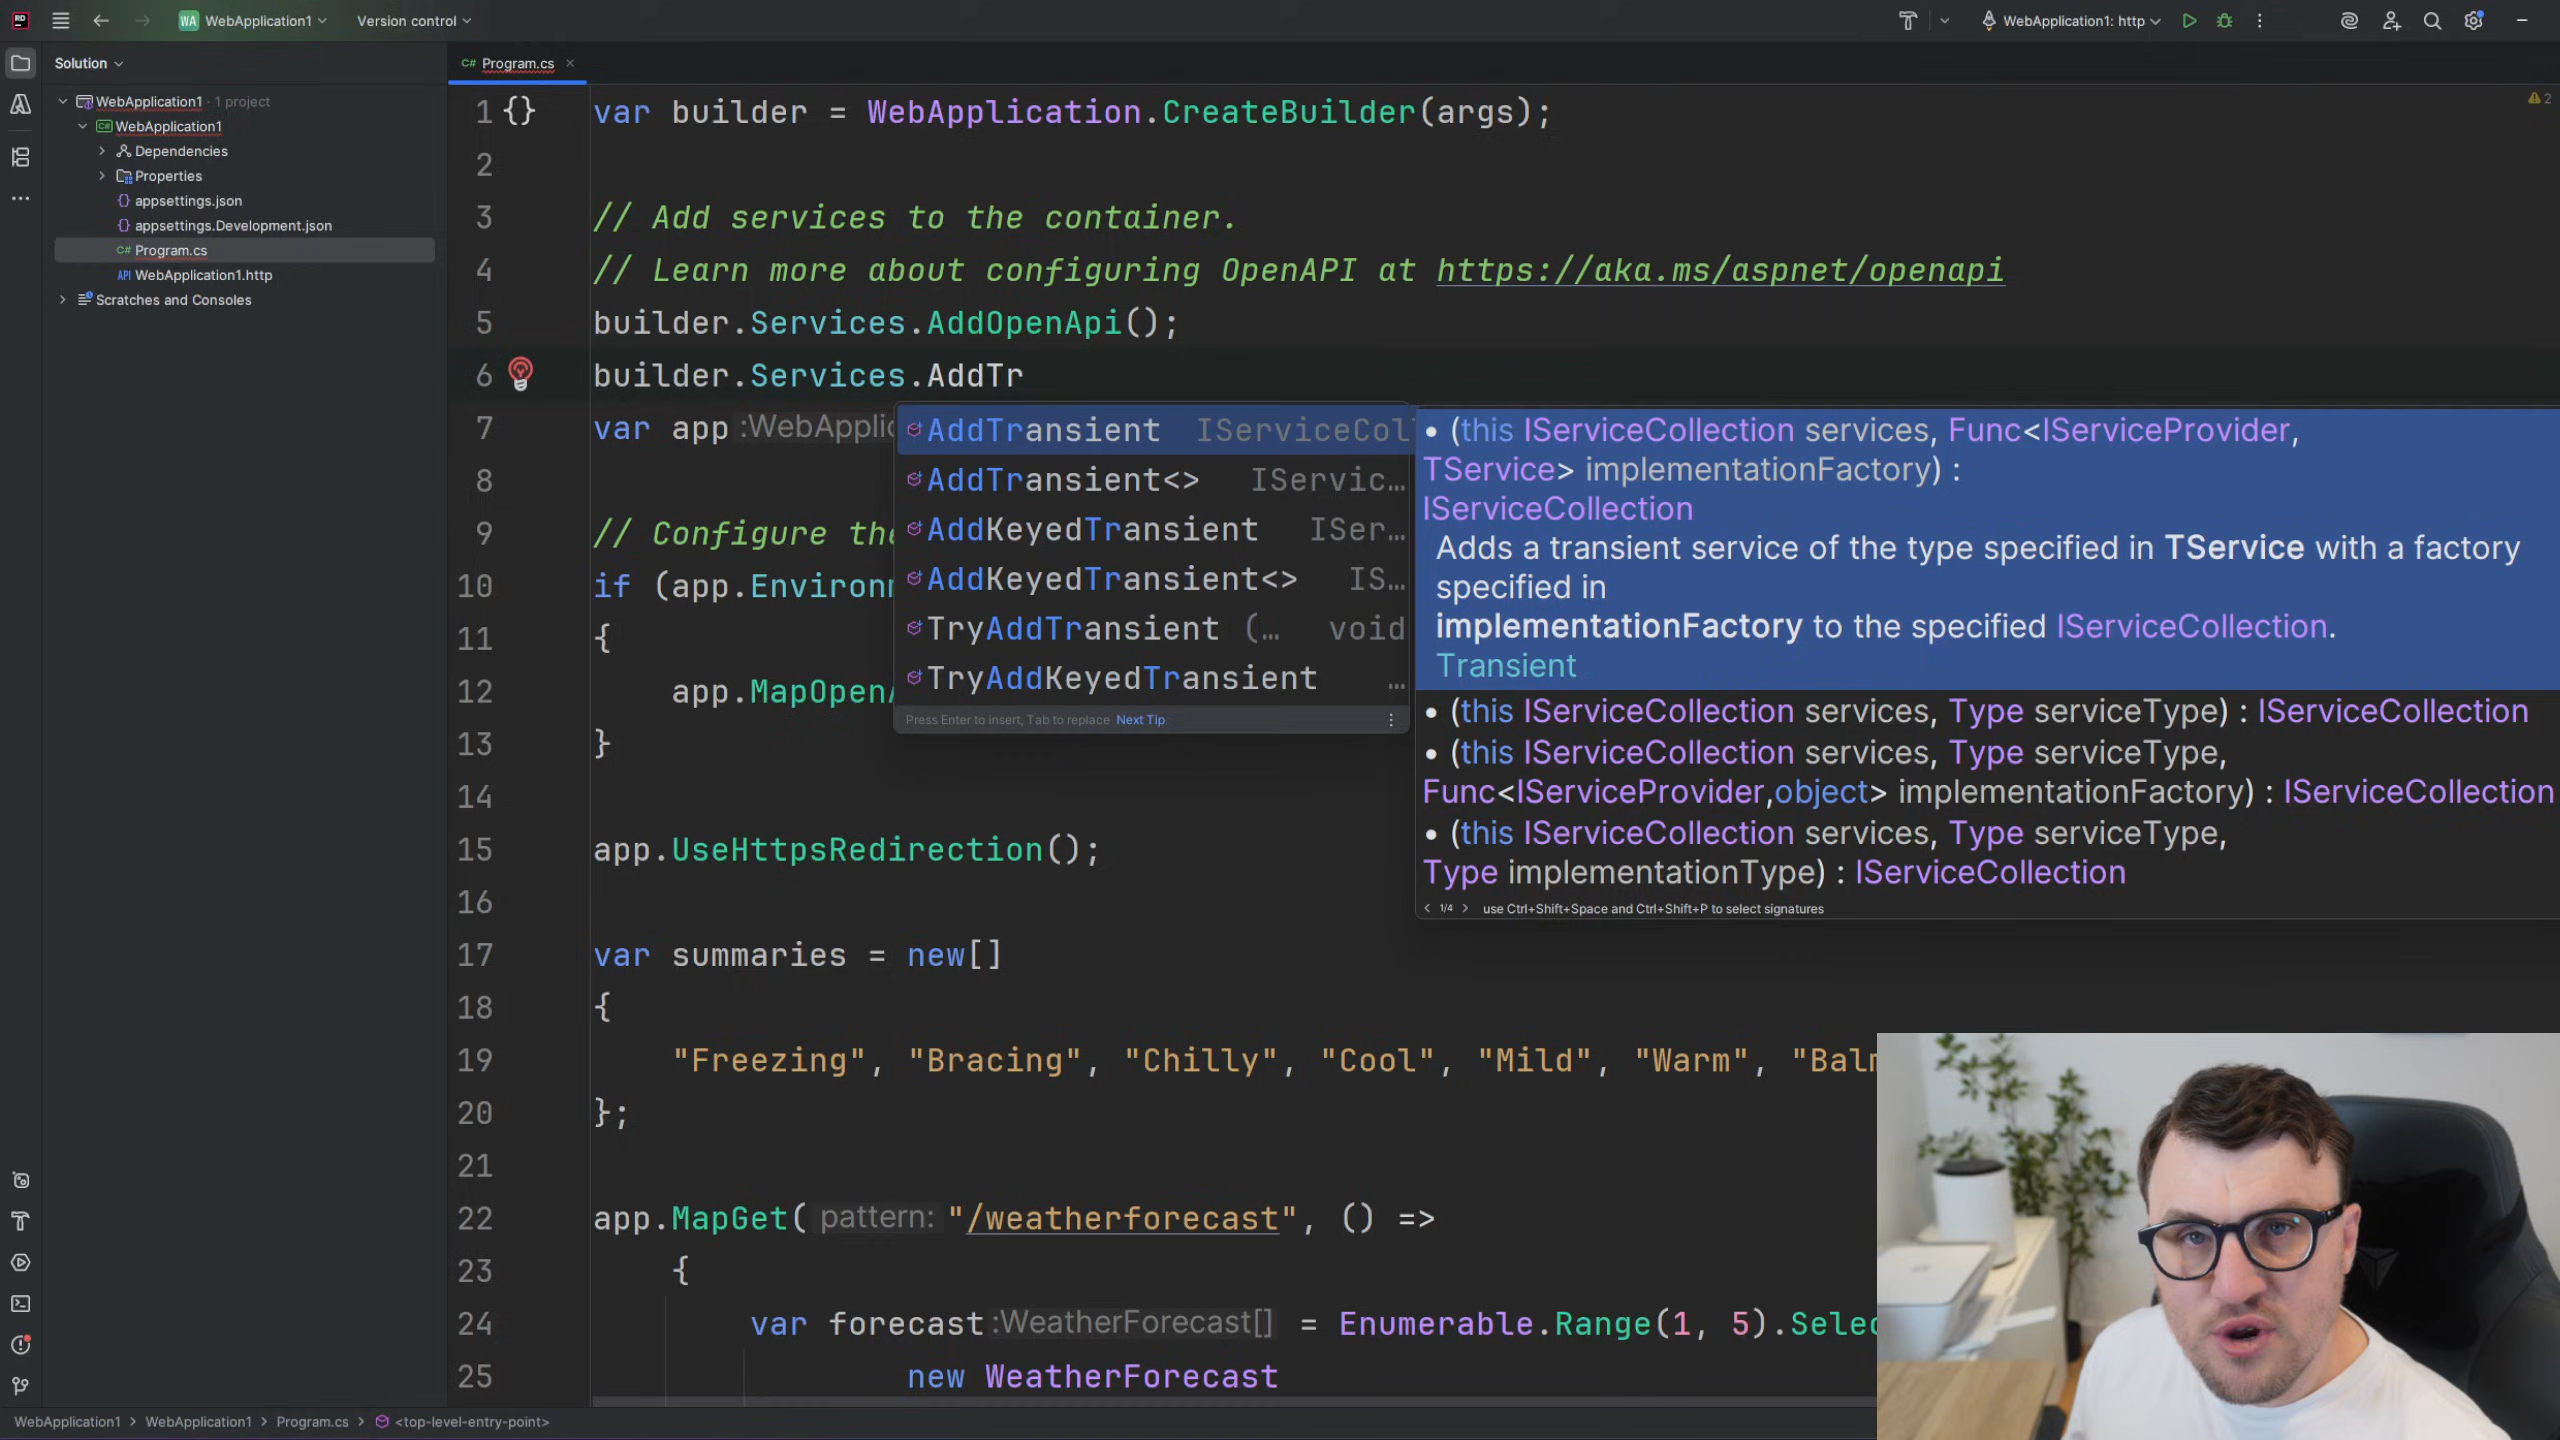 WA WebApplication1
Version control
WebApplication1: http
Solution
WebApplication1 · 1 project
WebApplication1
Dependencies
Properties
appsettings.json
appsettings.Development.json
C# Program.cs
API WebApplication1.http
Scratches and Consoles
C# Program.cs ×
2
1 {} var builder = WebApplication.CreateBuilder(args);
2
3 // Add services to the container.
4 // Learn more about configuring OpenAPI at https://aka.ms/aspnet/openapi
5 builder.Services.AddOpenApi();
6 builder.Services.AddTr
7 var app :WebApplic
8
9 // Configure the
10 if (app.Environm
11 {
12 app.MapOpenA
13 }
14
15 app.UseHttpsRedirection();
16
17 var summaries = new[]
18 {
19 "Freezing", "Bracing", "Chilly", "Cool", "Mild", "Warm", "Balm
20 };
21
22 app.MapGet( pattern: "/weatherforecast", () =>
23 {
24 var forecast :WeatherForecast[] = Enumerable.Range(1, 5).Selec
25 new WeatherForecast
AddTransient IServiceCol
AddTransient<> IServic…
AddKeyedTransient ISer…
AddKeyedTransient<> IS…
TryAddTransient (… void
TryAddKeyedTransient …
Press Enter to insert, Tab to replace Next Tip
• (this IServiceCollection services, Func<IServiceProvider,
TService> implementationFactory) :
IServiceCollection
Adds a transient service of the type specified in TService with a factory
specified in
implementationFactory to the specified IServiceCollection.
Transient
• (this IServiceCollection services, Type serviceType) : IServiceCollection
• (this IServiceCollection services, Type serviceType,
Func<IServiceProvider,object> implementationFactory) : IServiceCollection
• (this IServiceCollection services, Type serviceType,
Type implementationType) : IServiceCollection
< 1/4 > use Ctrl+Shift+Space and Ctrl+Shift+P to select signatures
WebApplication1 > WebApplication1 > Program.cs > <top-level-entry-point>